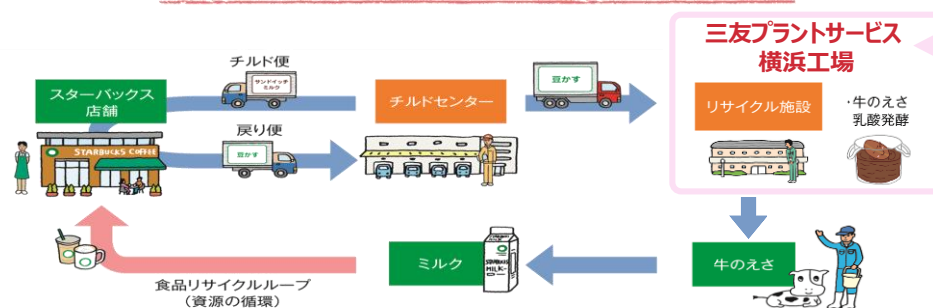 三友プラントサービス
横浜工場
チルド便
サンドイッチ
ミルク
スターバックス
店舗
チルドセンター
豆かす
リサイクル施設
・牛のえさ
乳酸発酵
戻り便
豆かす
STARBUCKS COFFEE
ミルク
STARBUCKS
MILK
牛のえさ
食品リサイクルループ
(資源の循環)